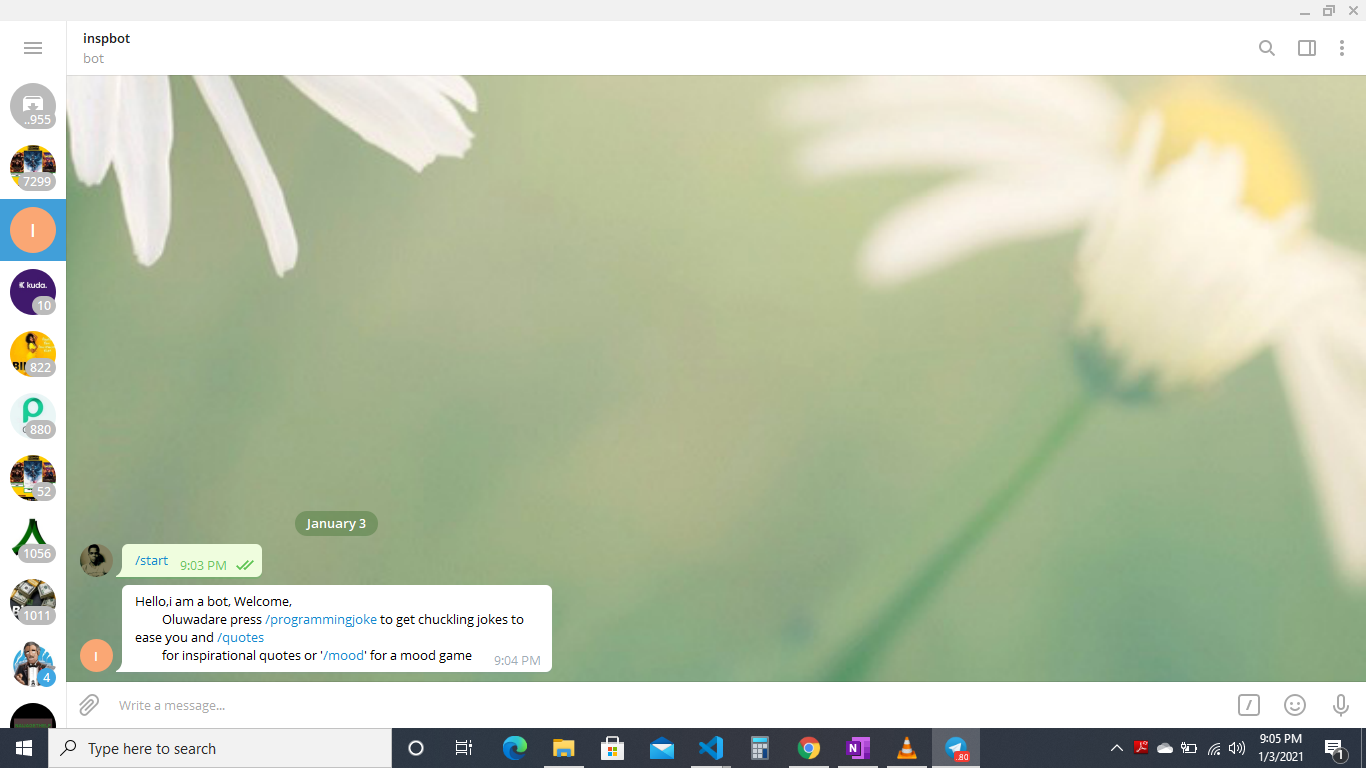 inspbot
bot
..955
7299
I
kuda.
10
822
880
52
1056
1011
4
January 3
/start 9:03 PM
Hello,i am a bot, Welcome,
Oluwadare press /programmingjoke to get chuckling jokes to
ease you and /quotes
for inspirational quotes or '/mood' for a mood game 9:04 PM
I
Write a message...
Type here to search
N
.80
9:05 PM
1/3/2021
1